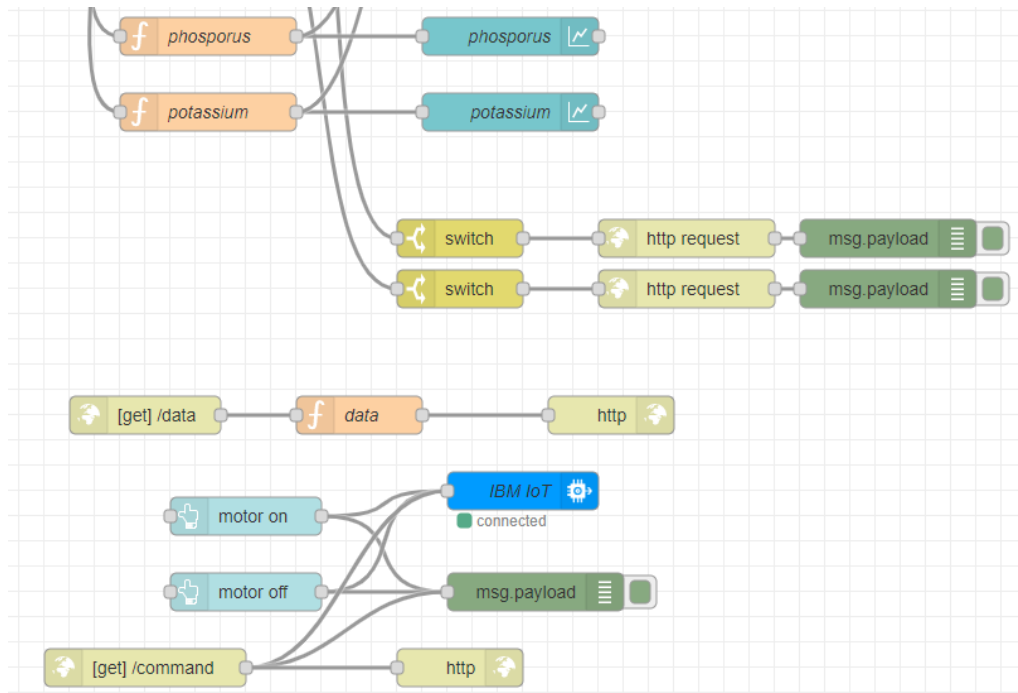 phosporus phosporus
potassium potassium
switch http request msg.payload
switch http request msg.payload
[get] /data data http
IBM IoT
motor on connected
motor off msg.payload
[get] /command http